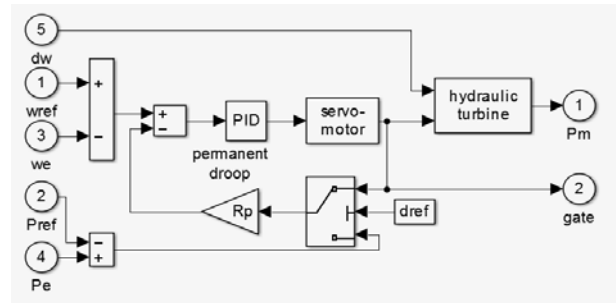 5
dw
1
wref
3
we
2
Pref
4
Pe
+
−
+
−
−
+
PID
permanent
droop
servo-
motor
hydraulic
turbine
1
Pm
2
gate
Rp
dref